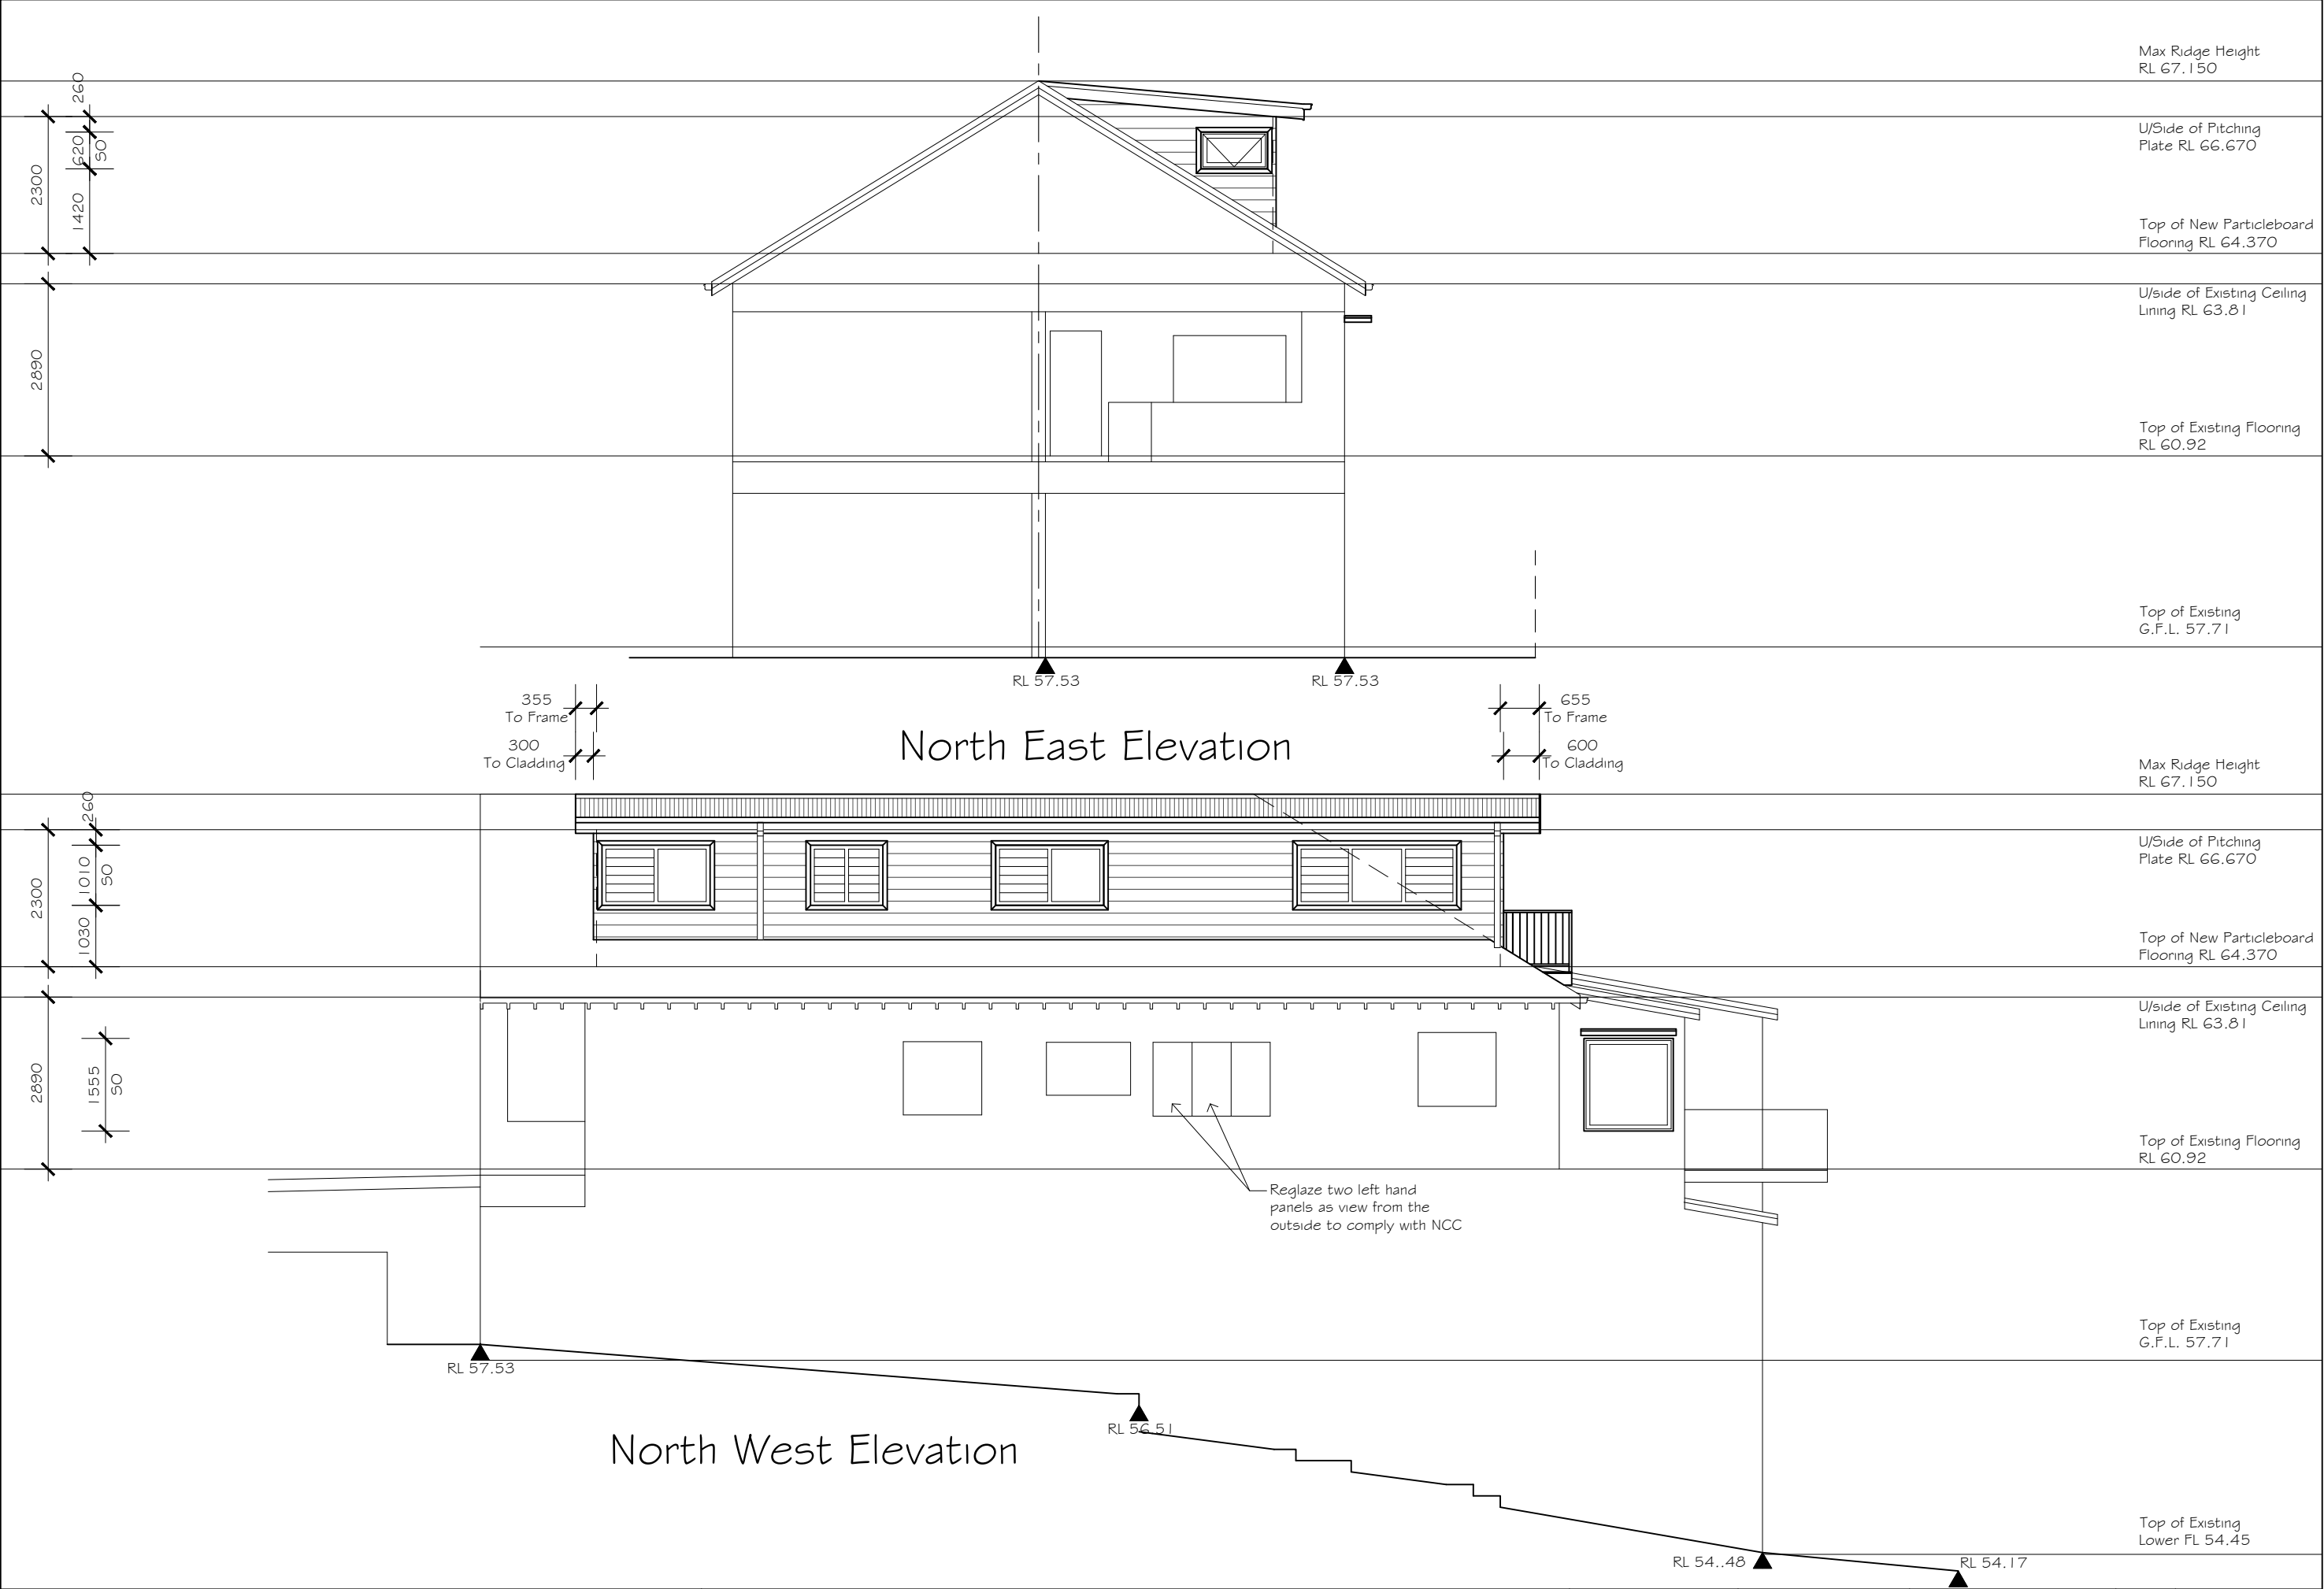 Max Ridge Height
RL 67.150
260
U/Side of Pitching
Plate RL 66.670
620
50
2300
1420
Top of New Particleboard
Flooring RL 64.370
U/side of Existing Ceiling
Lining RL 63.81
2890
Top of Existing Flooring
RL 60.92
Top of Existing
G.F.L. 57.71
RL 57.53
RL 57.53
355
To Frame
300
To Cladding
North East Elevation
655
To Frame
600
To Cladding
Max Ridge Height
RL 67.150
260
U/Side of Pitching
Plate RL 66.670
1010
50
2300
1030
Top of New Particleboard
Flooring RL 64.370
U/side of Existing Ceiling
Lining RL 63.81
2890
1555
50
Top of Existing Flooring
RL 60.92
Reglaze two left hand
panels as view from the
outside to comply with NCC
Top of Existing
G.F.L. 57.71
RL 57.53
RL 56.51
North West Elevation
Top of Existing
Lower FL 54.45
RL 54..48
RL 54.17